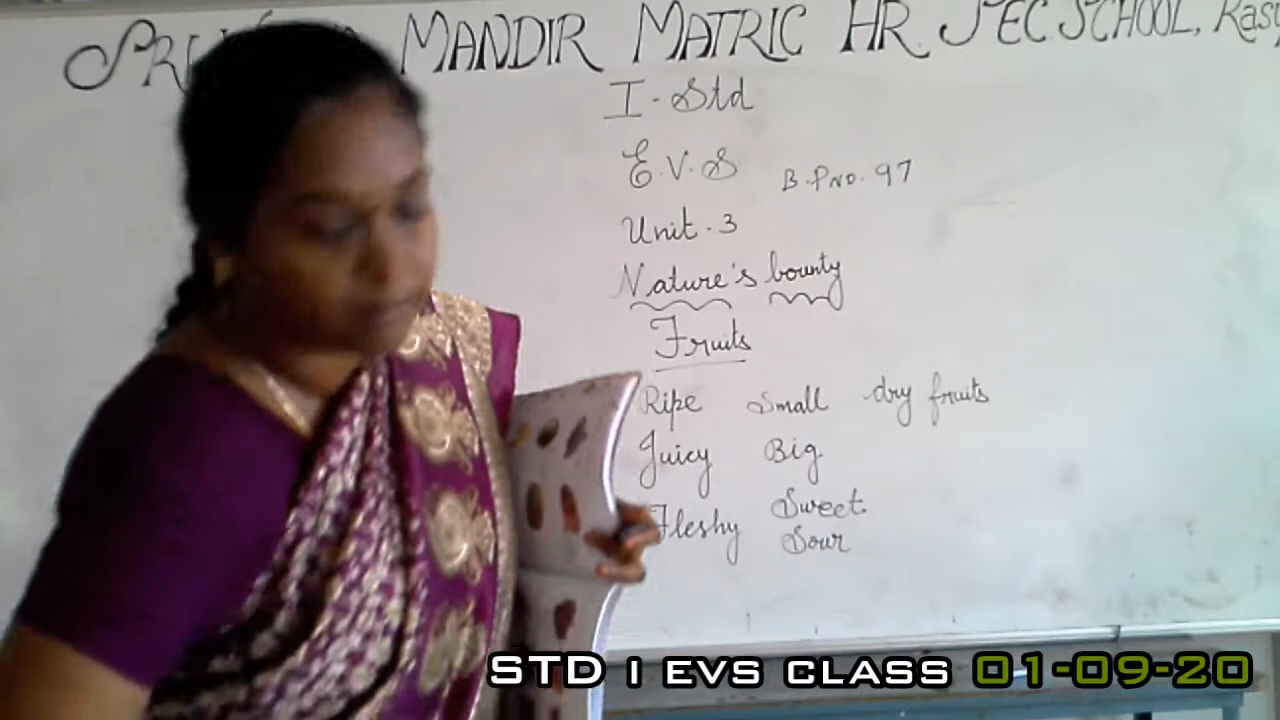 MANDIR MATRIC HR. SEC. SCHOOL,
I - Std
E.V.S B.P.No. 97
Unit - 3
Nature's bounty
Fruits
Ripe Small dry fruits
Juicy Big
Fleshy Sweet
Sour
STD I EVS CLASS 01-09-20